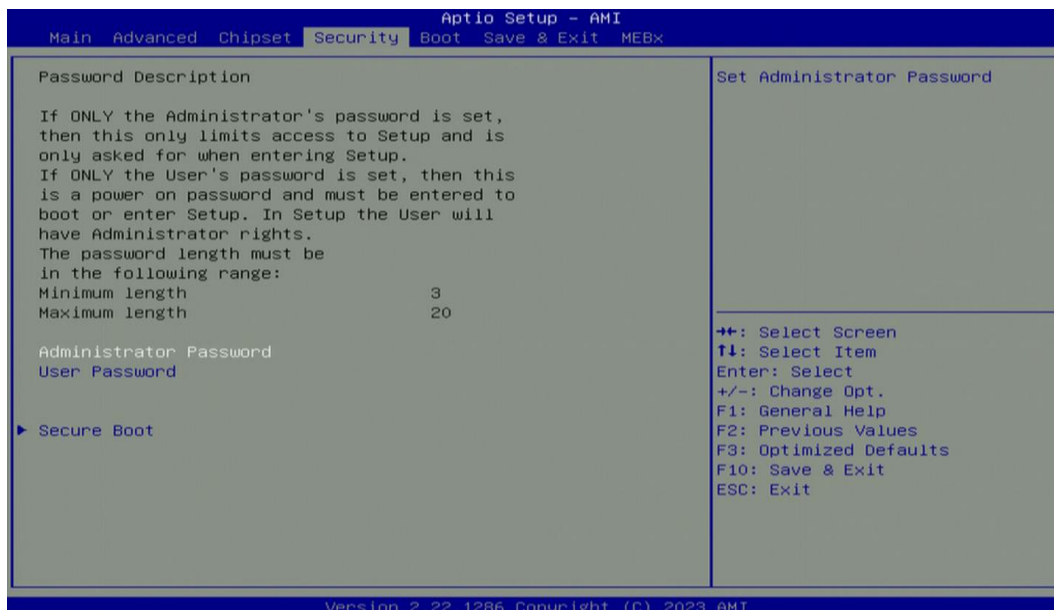 Aptio Setup – AMI
Main Advanced Chipset Security Boot Save & Exit MEBx
Password Description
If ONLY the Administrator's password is set,
then this only limits access to Setup and is
only asked for when entering Setup.
If ONLY the User's password is set, then this
is a power on password and must be entered to
boot or enter Setup. In Setup the User will
have Administrator rights.
The password length must be
in the following range:
Minimum length 3
Maximum length 20
Administrator Password
User Password
Secure Boot
Set Administrator Password
→←: Select Screen
↑↓: Select Item
Enter: Select
+/-: Change Opt.
F1: General Help
F2: Previous Values
F3: Optimized Defaults
F10: Save & Exit
ESC: Exit
Version 2.22.1286 Copyright (C) 2023 AMI